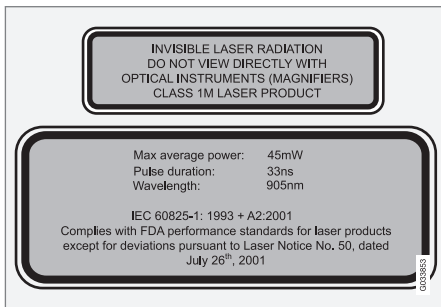 INVISIBLE LASER RADIATION
DO NOT VIEW DIRECTLY WITH
OPTICAL INSTRUMENTS (MAGNIFIERS)
CLASS 1M LASER PRODUCT
Max average power: 45mW
Pulse duration: 33ns
Wavelength: 905nm
IEC 60825-1: 1993 + A2:2001
Complies with FDA performance standards for laser products
except for deviations pursuant to Laser Notice No. 50, dated
July 26th, 2001
G033853